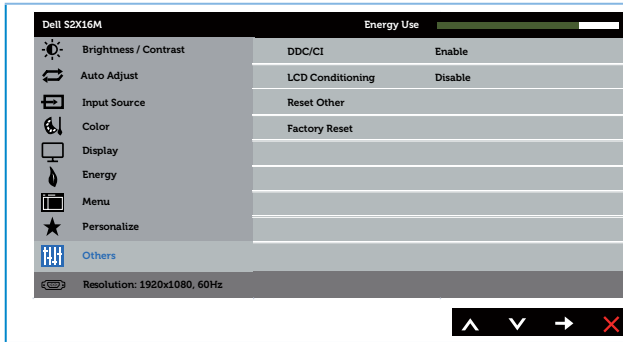 Dell S2X16M Energy Use
Brightness / Contrast DDC/CI Enable
Auto Adjust LCD Conditioning Disable
Input Source Reset Other
Color Factory Reset
Display
Energy
Menu
Personalize
Others
Resolution: 1920x1080, 60Hz